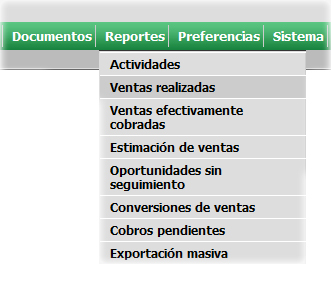 Documentos Reportes Preferencias Sistema
Actividades
Ventas realizadas
Ventas efectivamente
cobradas
Estimación de ventas
Oportunidades sin
seguimiento
Conversiones de ventas
Cobros pendientes
Exportación masiva